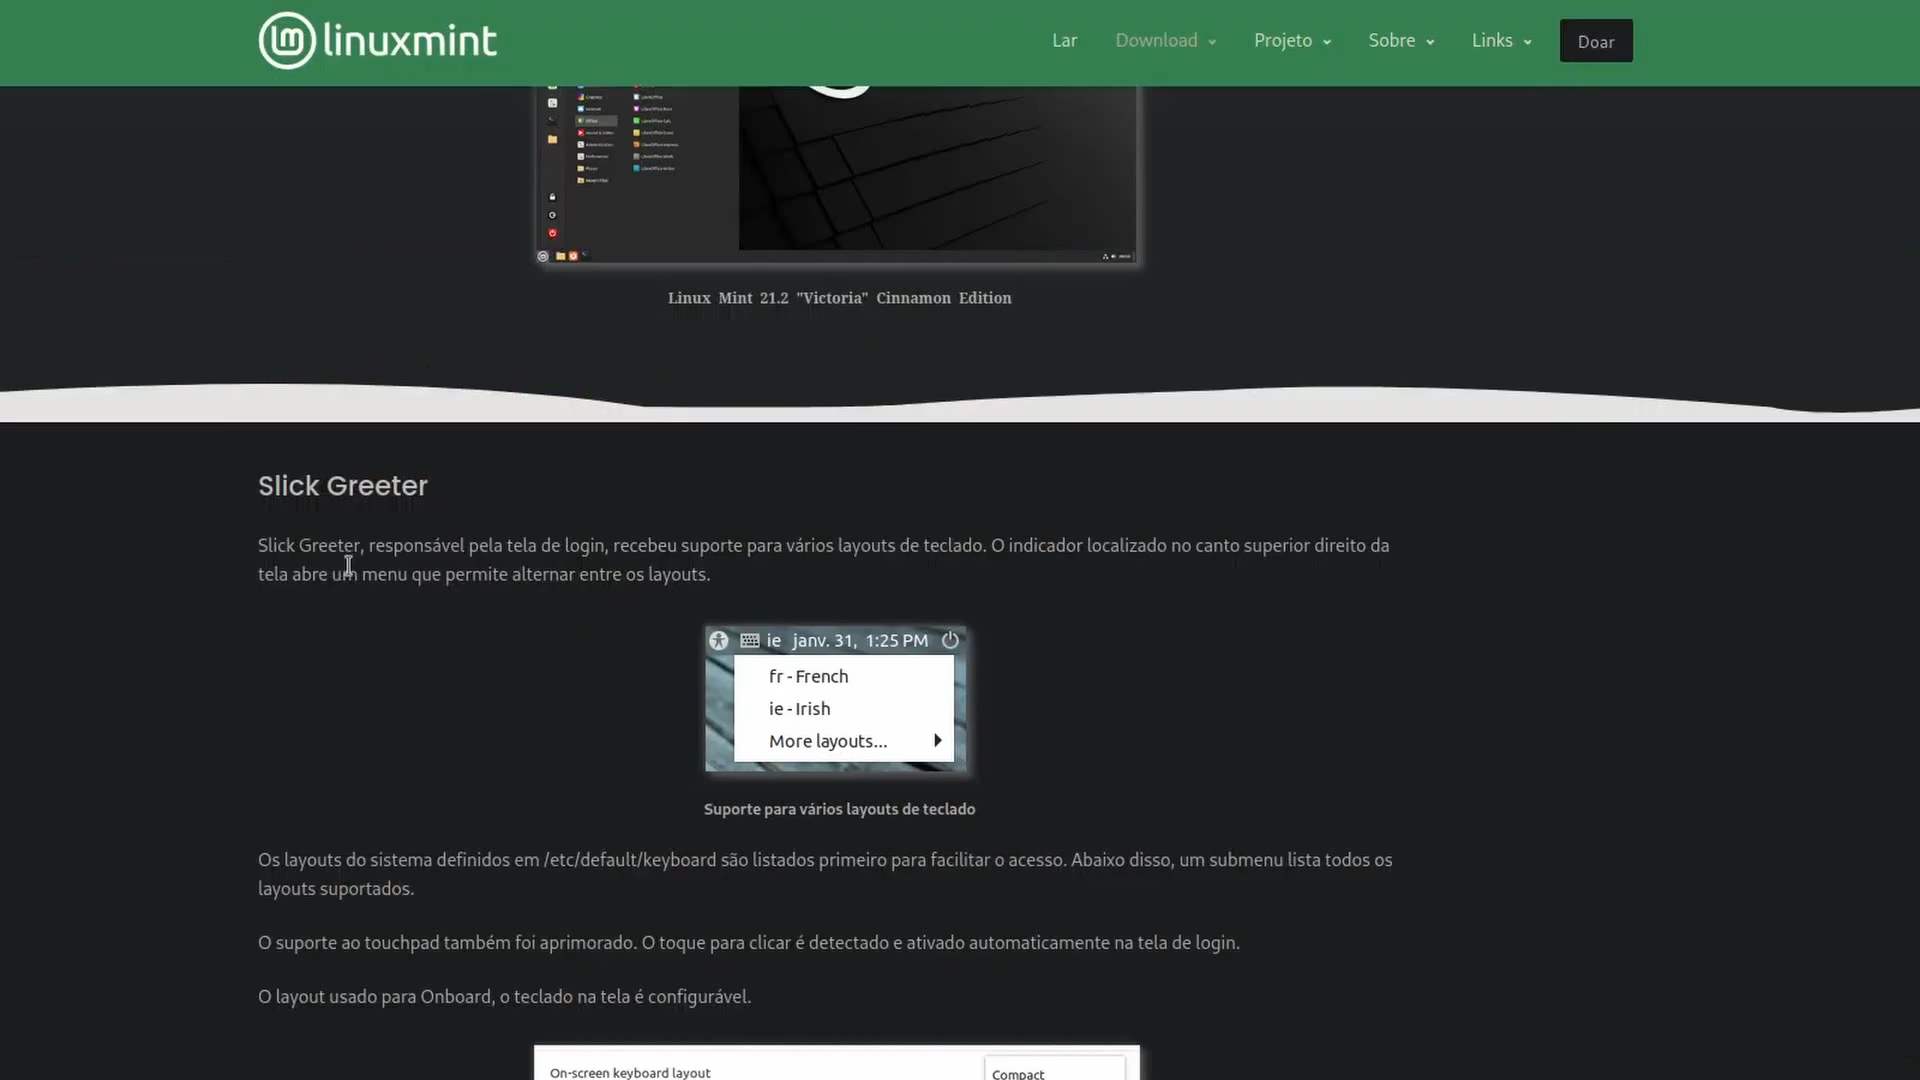 linuxmint
Lar Download Projeto Sobre Links Doar
Linux Mint 21.2 "Victoria" Cinnamon Edition
Slick Greeter
Slick Greeter, responsável pela tela de login, recebeu suporte para vários layouts de teclado. O indicador localizado no canto superior direito da
tela abre um menu que permite alternar entre os layouts.
ie janv. 31, 1:25 PM
fr - French
ie - Irish
More layouts...
Suporte para vários layouts de teclado
Os layouts do sistema definidos em /etc/default/keyboard são listados primeiro para facilitar o acesso. Abaixo disso, um submenu lista todos os
layouts suportados.
O suporte ao touchpad também foi aprimorado. O toque para clicar é detectado e ativado automaticamente na tela de login.
O layout usado para Onboard, o teclado na tela é configurável.
On-screen keyboard layout
Compact